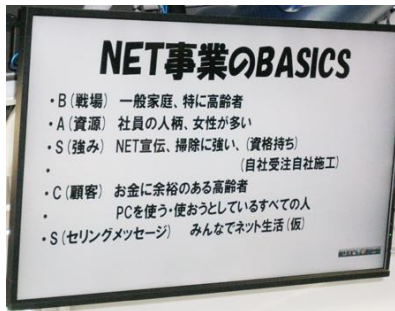 NET事業のBASICS
・B(戦場) 一般家庭、特に高齢者
・A(資源) 社員の人柄、女性が多い
・S(強み) NET宣伝、掃除に強い、(資格持ち)
・ (自社受注自社施工)
・C(顧客) お金に余裕のある高齢者
・ PCを使う・使おうとしているすべての人
・S(セリングメッセージ) みんなでネット生活(仮)